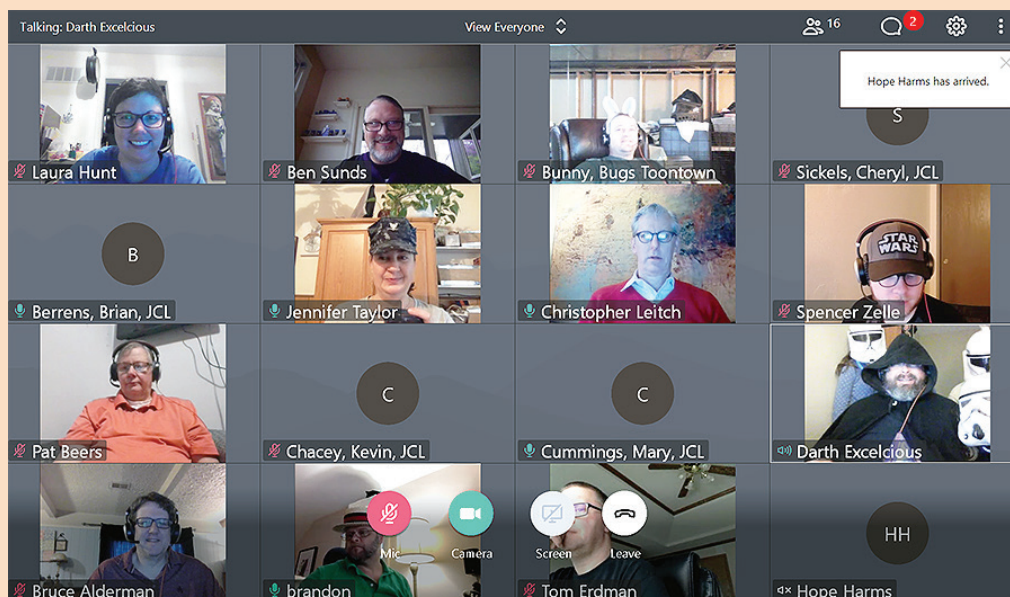 Talking: Darth Excelcious
View Everyone
16
2
Hope Harms has arrived.
Laura Hunt
Ben Sunds
Bunny, Bugs Toontown
S
Sickels, Cheryl, JCL
B
Berrens, Brian, JCL
Jennifer Taylor
Christopher Leitch
STAR
WARS
Spencer Zelle
Pat Beers
C
Chacey, Kevin, JCL
C
Cummings, Mary, JCL
Darth Excelcious
Mic
Camera
Screen
Leave
HH
Bruce Alderman
brandon
Tom Erdman
Hope Harms